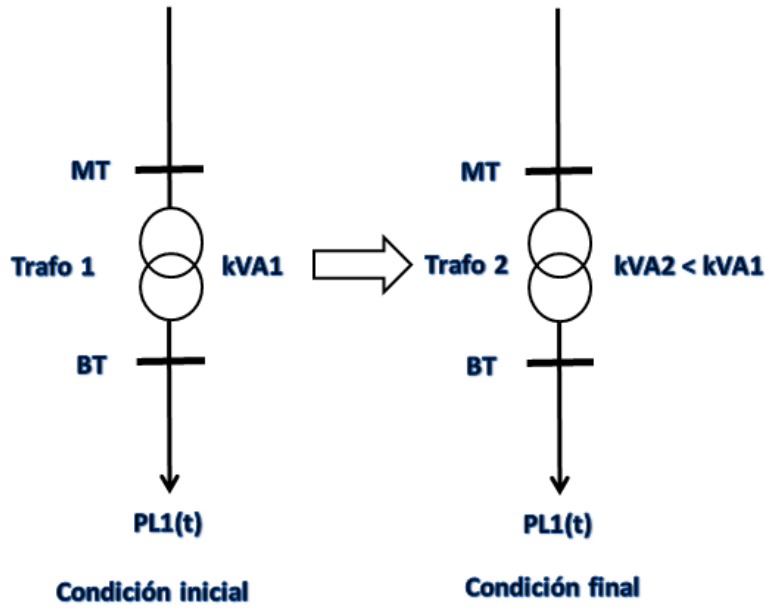 MT
Trafo 1
kVA1
BT
PL1(t)
Condición inicial
MT
Trafo 2
kVA2 < kVA1
BT
PL1(t)
Condición final